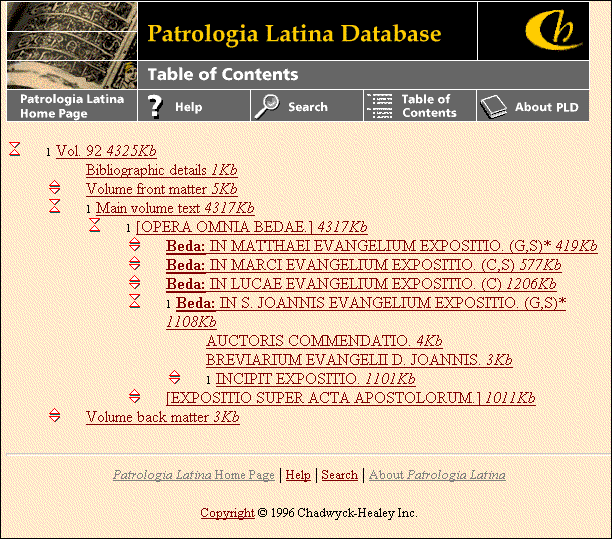 Patrologia Latina Database
Ch
Table of Contents
Patrologia Latina
Home Page
? Help
Search
Table of
Contents
About PLD
1 Vol. 92 4325Kb
Bibliographic details 1Kb
Volume front matter 5Kb
1 Main volume text 4317Kb
1 [OPERA OMNIA BEDAE.] 4317Kb
Beda: IN MATTHAEI EVANGELIUM EXPOSITIO. (G,S)* 419Kb
Beda: IN MARCI EVANGELIUM EXPOSITIO. (C,S) 577Kb
Beda: IN LUCAE EVANGELIUM EXPOSITIO. (C) 1206Kb
1 Beda: IN S. JOANNIS EVANGELIUM EXPOSITIO. (G,S)*
1108Kb
AUCTORIS COMMENDATIO. 4Kb
BREVIARIUM EVANGELII D. JOANNIS. 3Kb
1 INCIPIT EXPOSITIO. 1101Kb
[EXPOSITIO SUPER ACTA APOSTOLORUM.] 1011Kb
Volume back matter 3Kb
Patrologia Latina Home Page | Help | Search | About Patrologia Latina
Copyright © 1996 Chadwyck-Healey Inc.